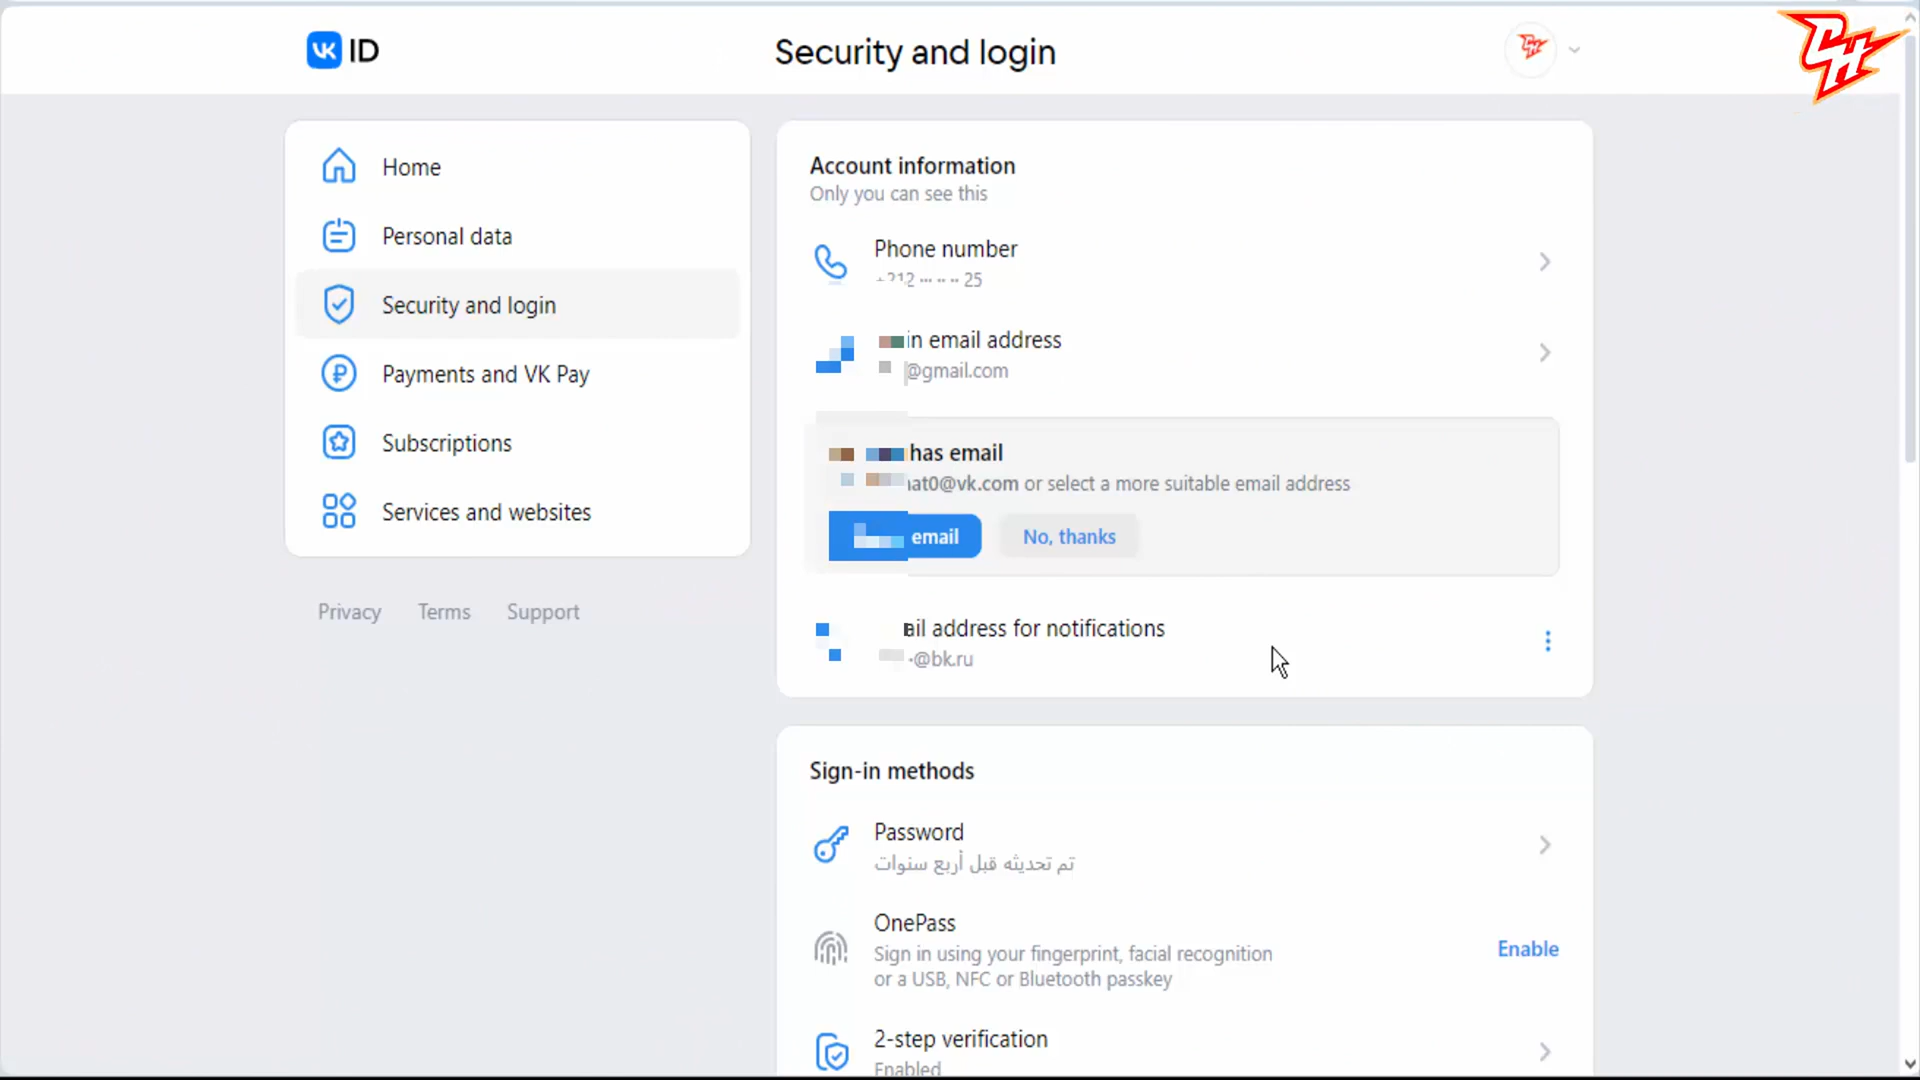 VK ID
Security and login
CH
Home
Personal data
Security and login
Payments and VK Pay
Subscriptions
Services and websites
Privacy Terms Support
Account information
Only you can see this
Phone number
+212 ··· ·· ·· 25
in email address
@gmail.com
has email
at0@vk.com or select a more suitable email address
email
No, thanks
il address for notifications
@bk.ru
Sign-in methods
Password
تم تحديثه قبل أربع سنوات
OnePass
Sign in using your fingerprint, facial recognition
or a USB, NFC or Bluetooth passkey
Enable
2-step verification
Enabled